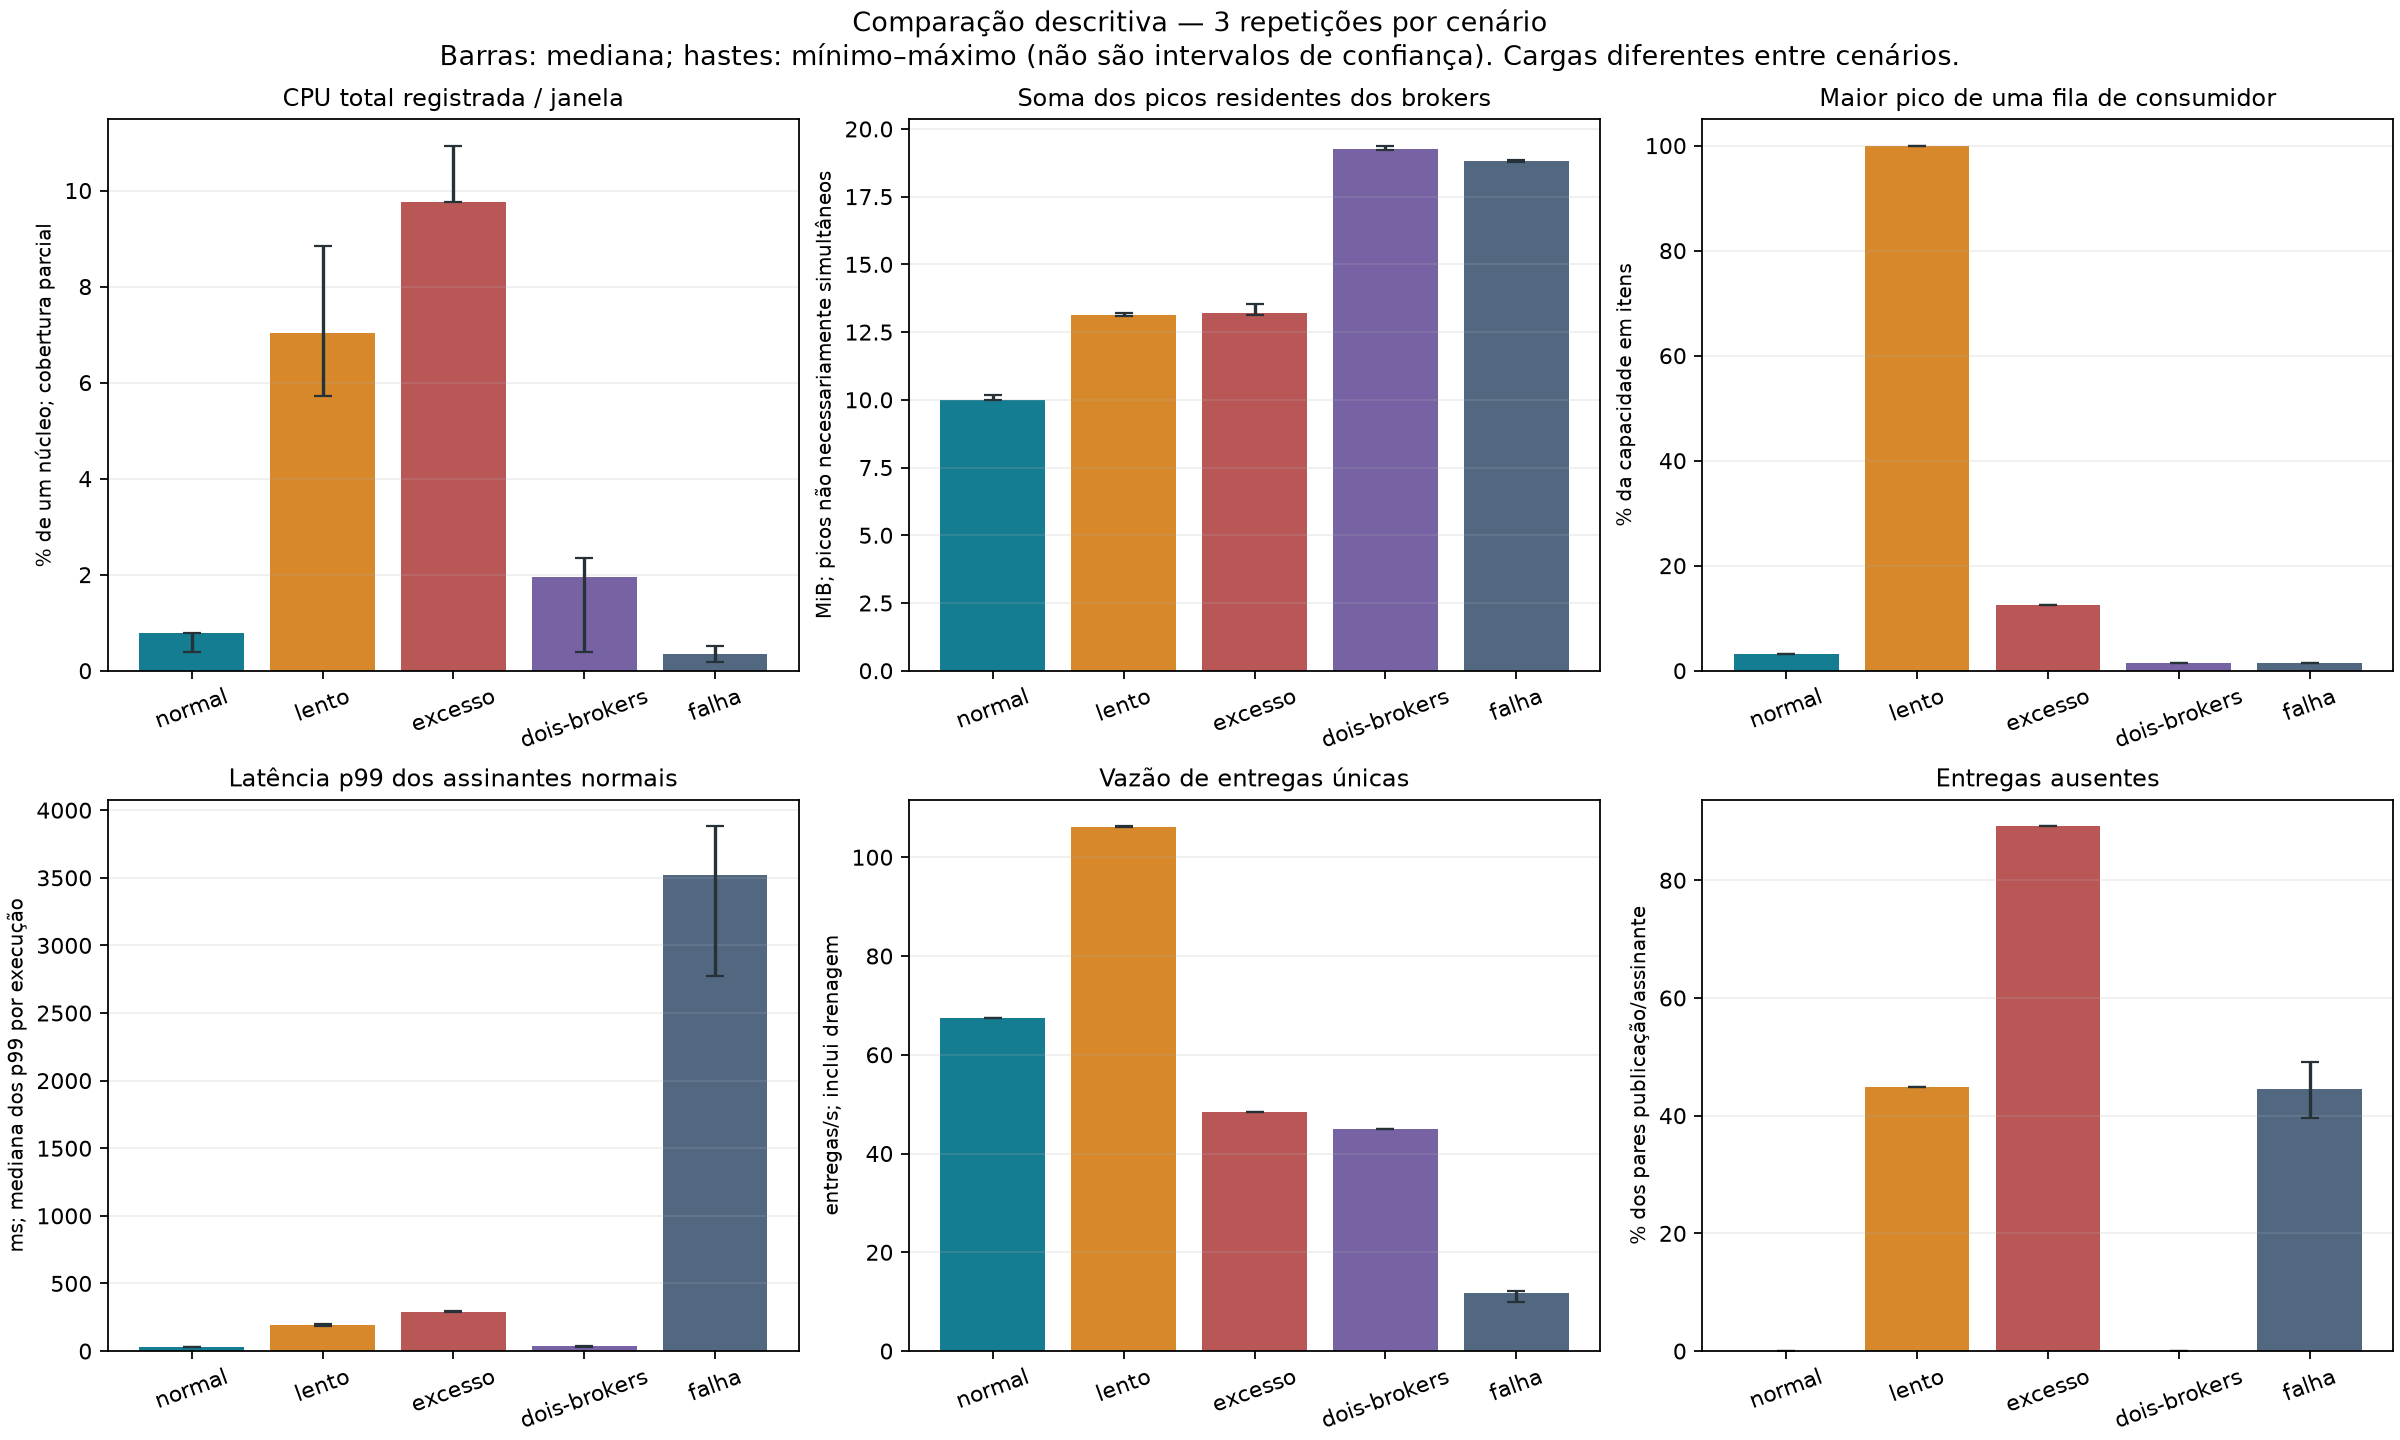 Comparação descritiva — 3 repetições por cenário
Barras: mediana; hastes: mínimo–máximo (não são intervalos de confiança). Cargas diferentes entre cenários.
CPU total registrada / janela
% de um núcleo; cobertura parcial
10
8
6
4
2
0
normal
lento
excesso
dois-brokers
falha
Soma dos picos residentes dos brokers
MiB; picos não necessariamente simultâneos
20.0
17.5
15.0
12.5
10.0
7.5
5.0
2.5
0.0
normal
lento
excesso
dois-brokers
falha
Maior pico de uma fila de consumidor
% da capacidade em itens
100
80
60
40
20
0
normal
lento
excesso
dois-brokers
falha
Latência p99 dos assinantes normais
ms; mediana dos p99 por execução
4000
3500
3000
2500
2000
1500
1000
500
0
normal
lento
excesso
dois-brokers
falha
Vazão de entregas únicas
entregas/s; inclui drenagem
100
80
60
40
20
0
normal
lento
excesso
dois-brokers
falha
Entregas ausentes
% dos pares publicação/assinante
80
60
40
20
0
normal
lento
excesso
dois-brokers
falha